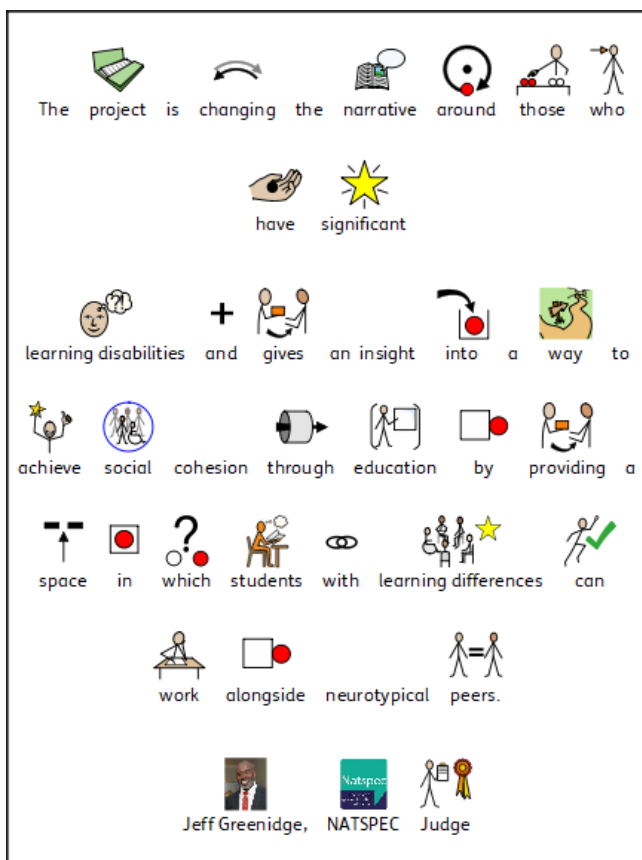 The project is changing the narrative around those who
have significant
learning disabilities and gives an insight into a way to
achieve social cohesion through education by providing a
space in which students with learning differences can
work alongside neurotypical peers.
Natspec
Jeff Greenidge, NATSPEC Judge